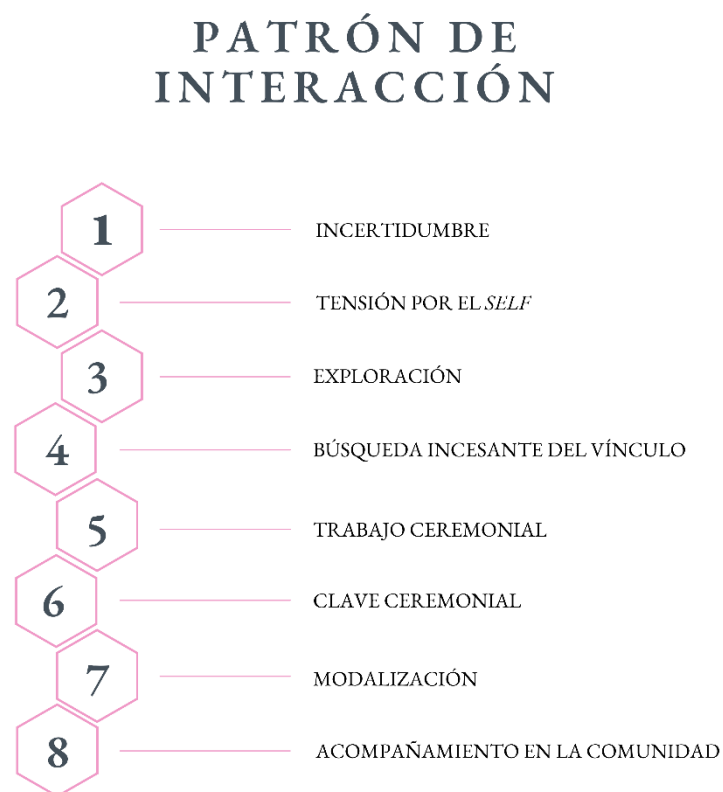 PATRÓN DE
INTERACCIÓN
1 INCERTIDUMBRE
2 TENSIÓN POR EL SELF
3 EXPLORACIÓN
4 BÚSQUEDA INCESANTE DEL VÍNCULO
5 TRABAJO CEREMONIAL
6 CLAVE CEREMONIAL
7 MODALIZACIÓN
8 ACOMPAÑAMIENTO EN LA COMUNIDAD